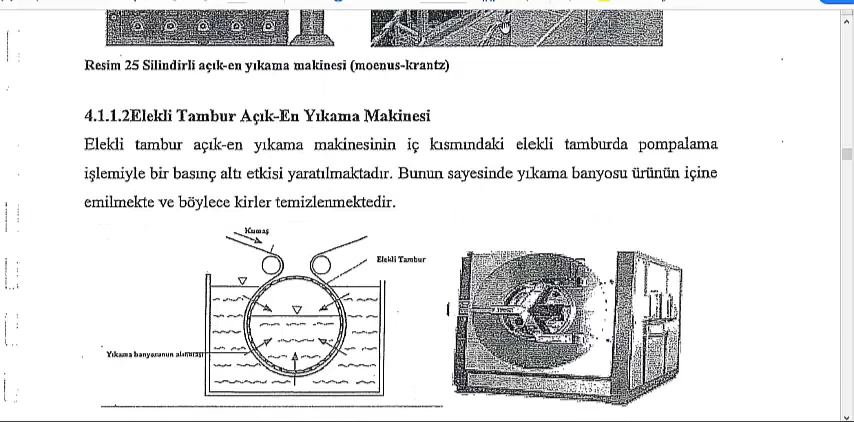 Resim 25 Silindirli açık-en yıkama makinesi (moenus-krantz)
4.1.1.2Elekli Tambur Açık-En Yıkama Makinesi
Elekli tambur açık-en yıkama makinesinin iç kısmındaki elekli tamburda pompalama
işlemiyle bir basınç altı etkisi yaratılmaktadır. Bunun sayesinde yıkama banyosu ürünün içine
emilmekte ve böylece kirler temizlenmektedir.
Kumaş
Elekli Tambur
Yıkama banyosunun